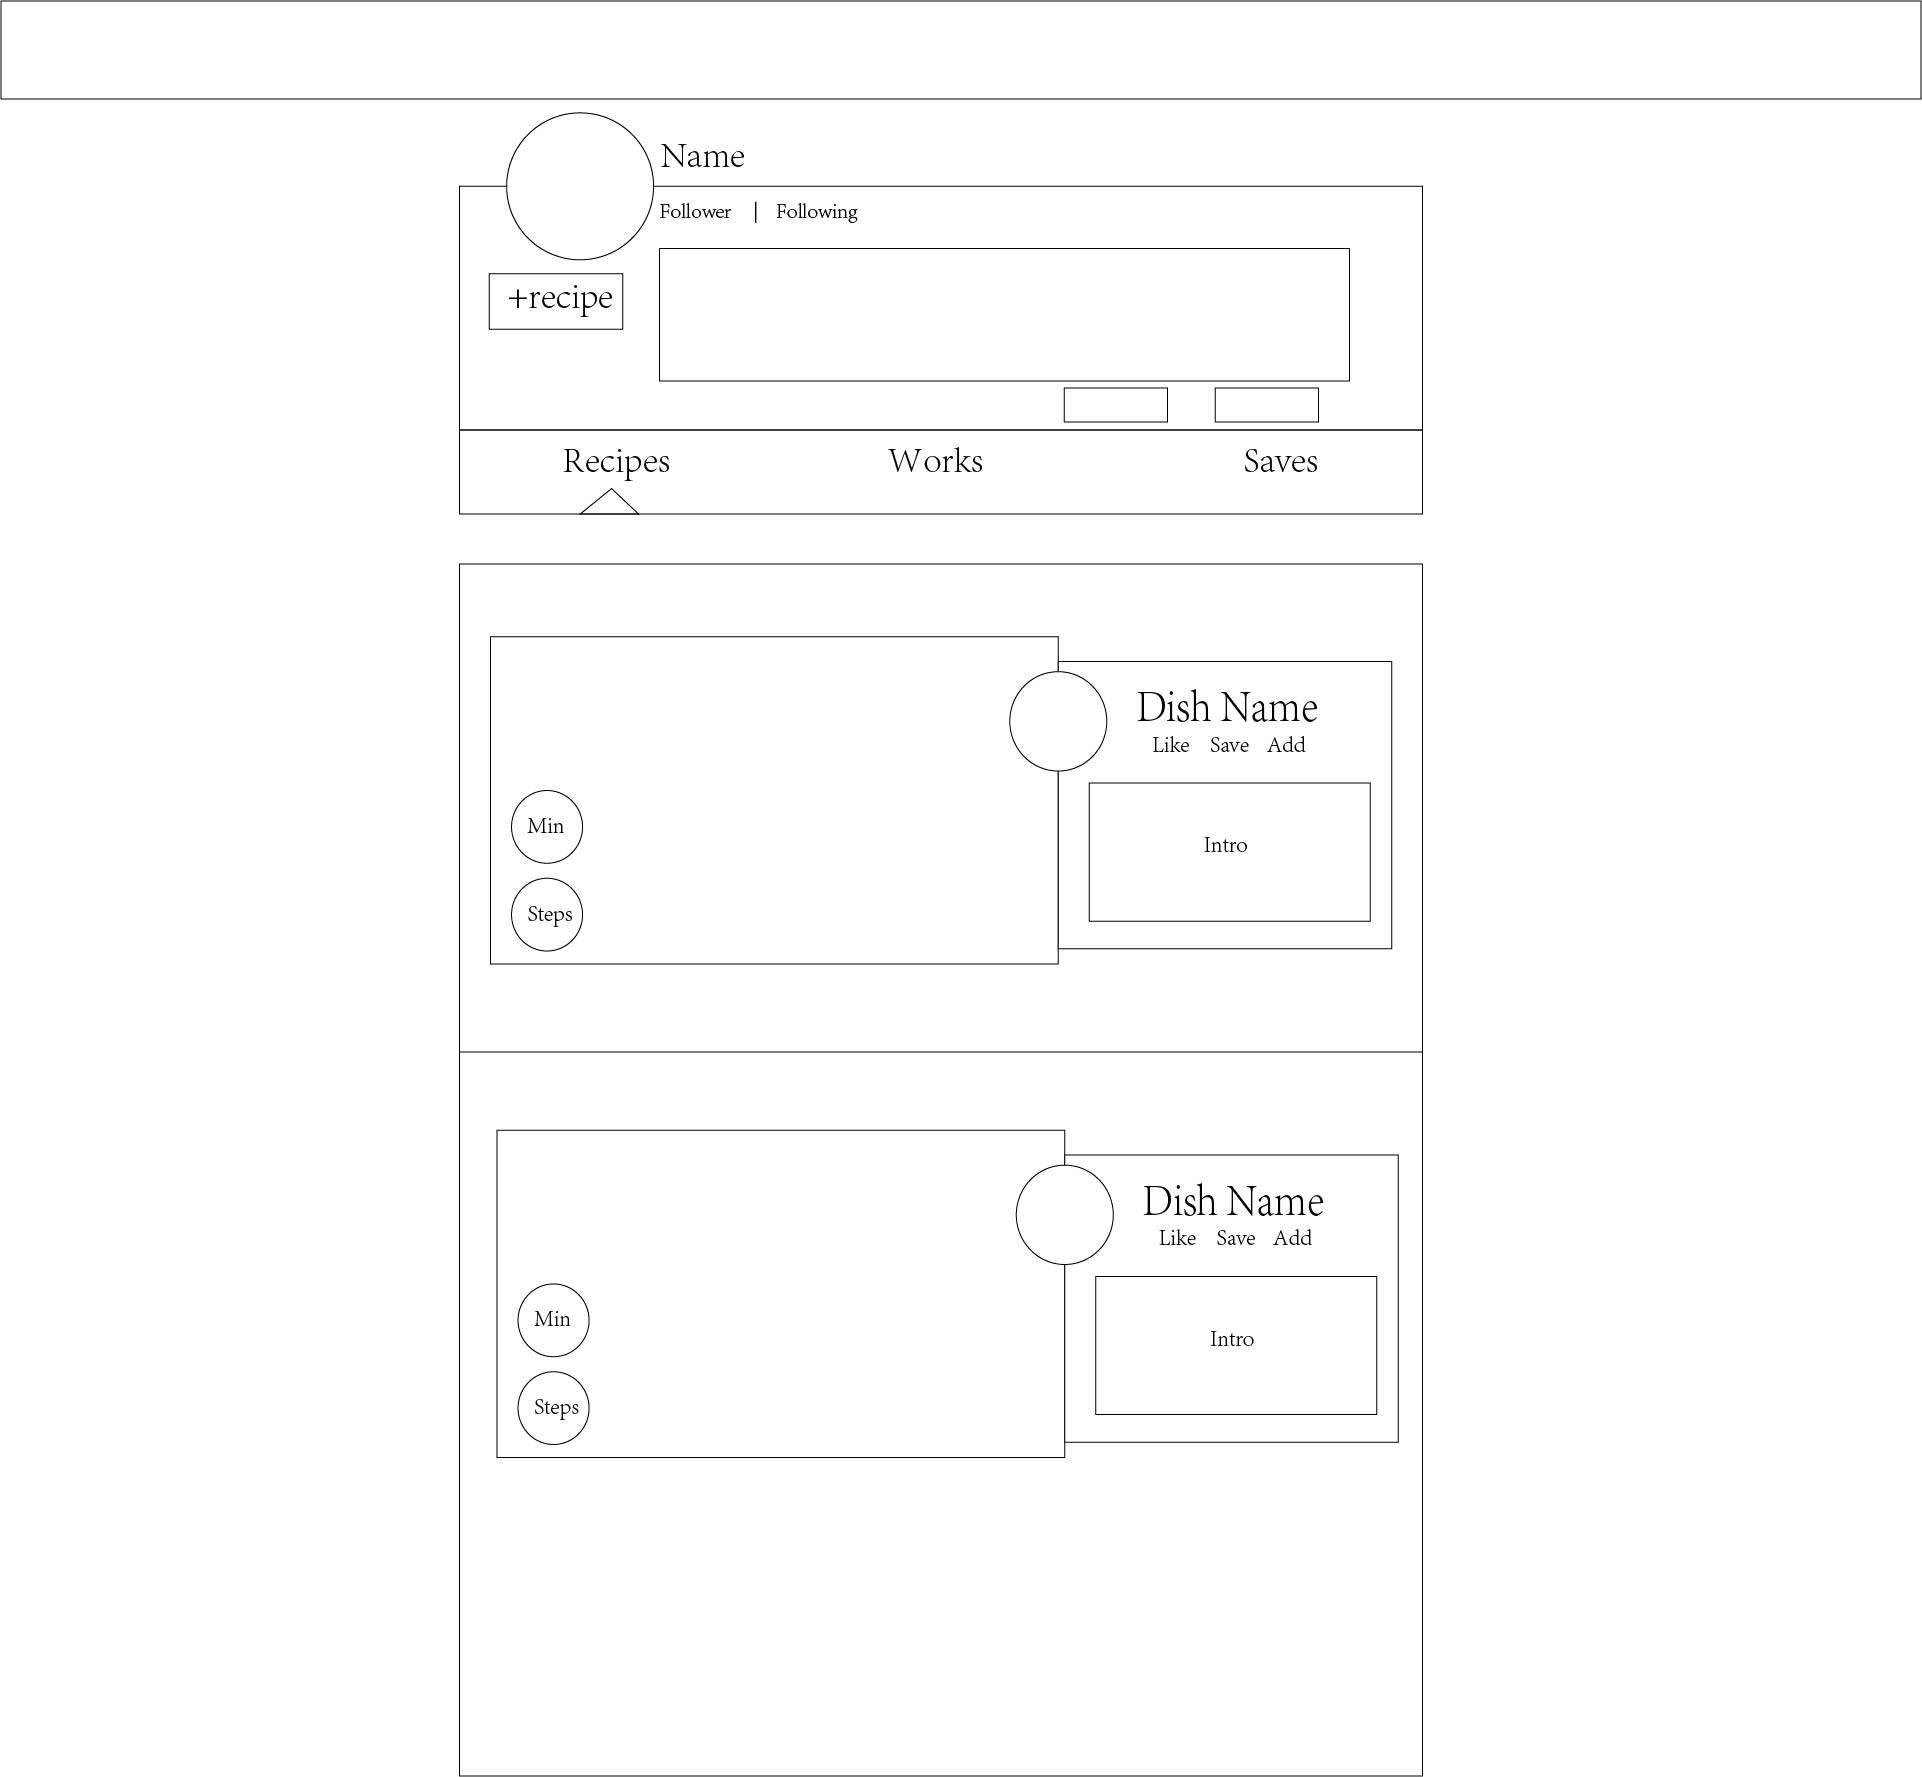 Name
Follower | Following
+recipe
Recipes Works Saves
Dish Name
Like Save Add
Min
Intro
Steps
Dish Name
Like Save Add
Min
Intro
Steps